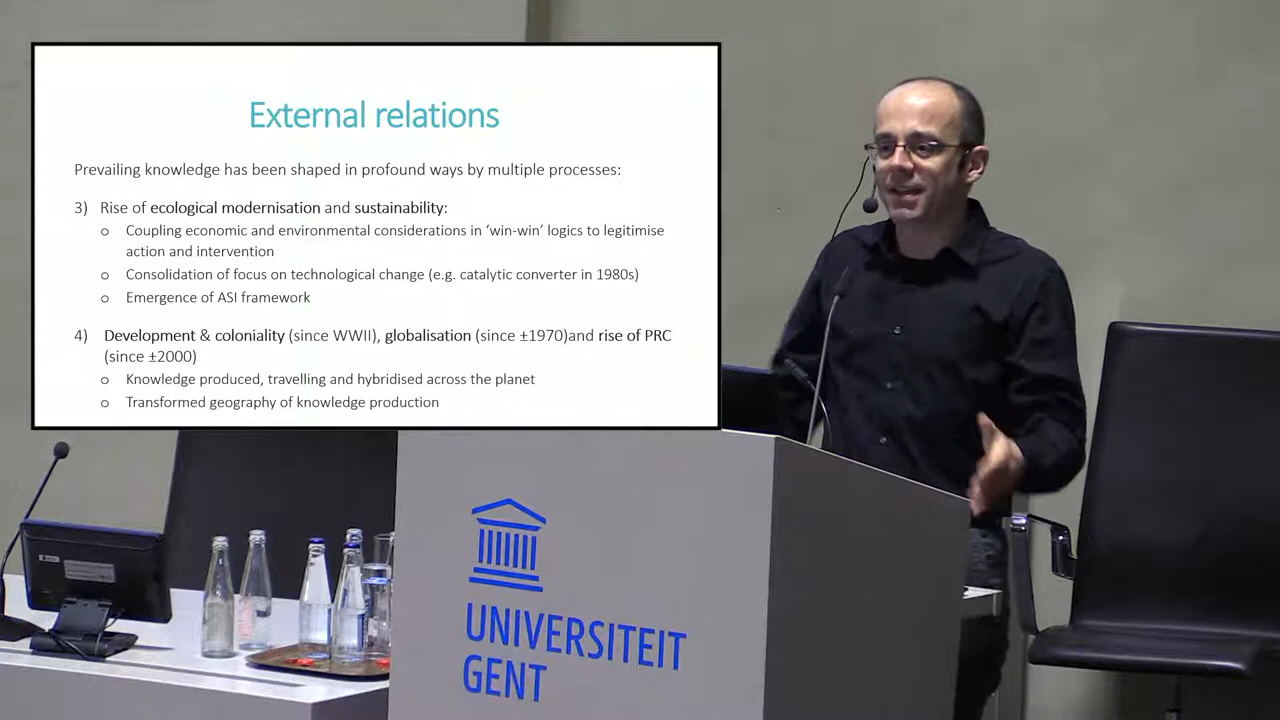 External relations
Prevailing knowledge has been shaped in profound ways by multiple processes:
3) Rise of ecological modernisation and sustainability:
o Coupling economic and environmental considerations in ‘win-win’ logics to legitimise
action and intervention
o Consolidation of focus on technological change (e.g. catalytic converter in 1980s)
o Emergence of ASI framework
4) Development & coloniality (since WWII), globalisation (since ±1970)and rise of PRC
(since ±2000)
o Knowledge produced, travelling and hybridised across the planet
o Transformed geography of knowledge production
UNIVERSITEIT
GENT